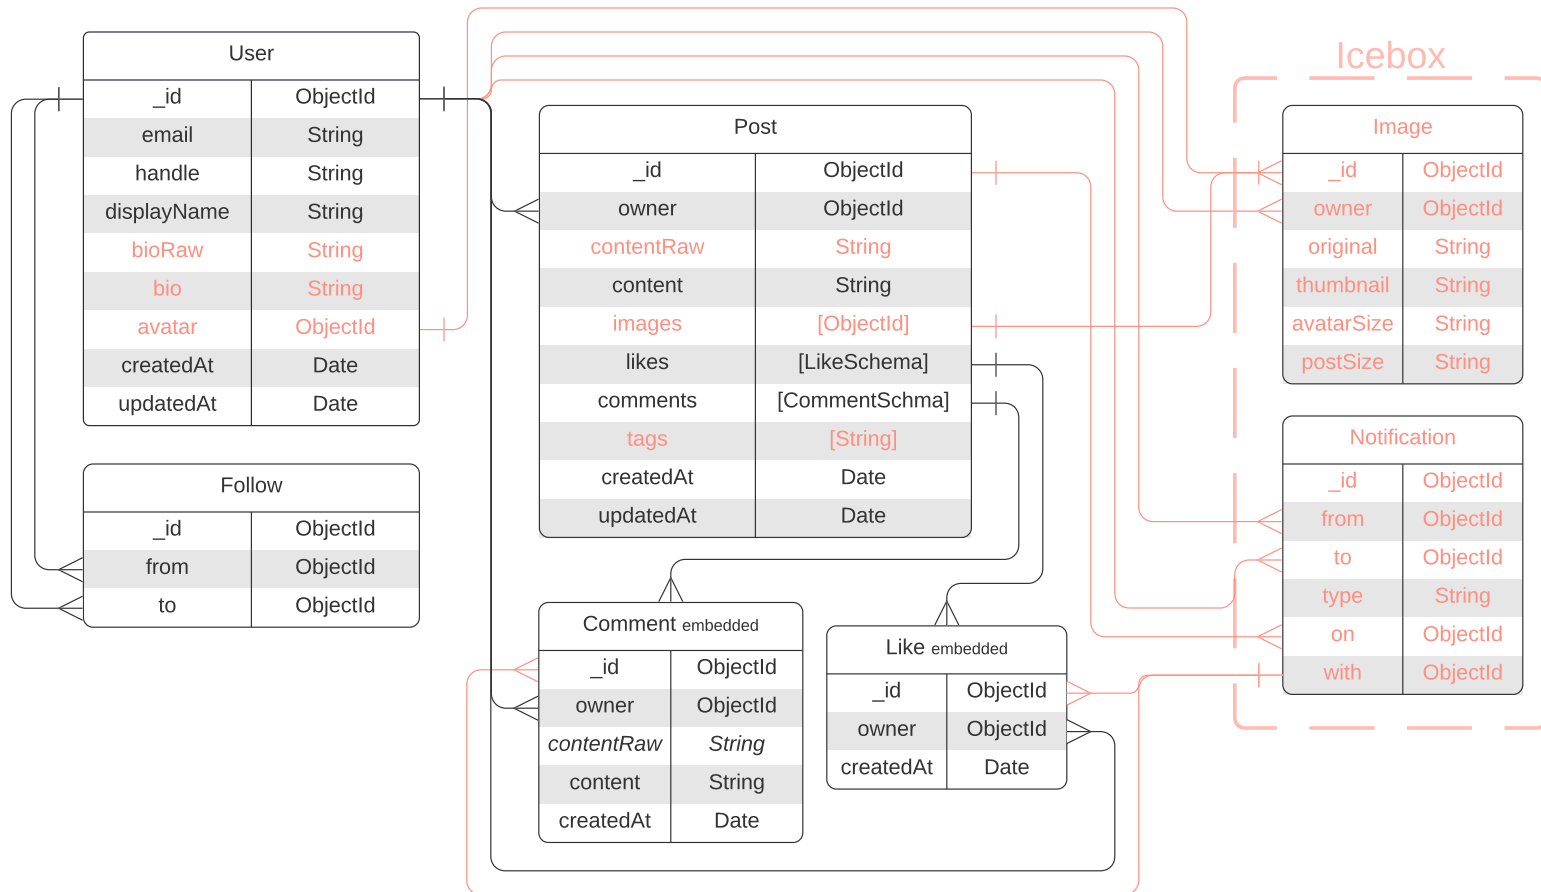 Icebox
User
_id ObjectId
email String
handle String
displayName String
bioRaw String
bio String
avatar ObjectId
createdAt Date
updatedAt Date
Follow
_id ObjectId
from ObjectId
to ObjectId
Post
_id ObjectId
owner ObjectId
contentRaw String
content String
images [ObjectId]
likes [LikeSchema]
comments [CommentSchma]
tags [String]
createdAt Date
updatedAt Date
Comment embedded
_id ObjectId
owner ObjectId
contentRaw String
content String
createdAt Date
Like embedded
_id ObjectId
owner ObjectId
createdAt Date
Image
_id ObjectId
owner ObjectId
original String
thumbnail String
avatarSize String
postSize String
Notification
_id ObjectId
from ObjectId
to ObjectId
type String
on ObjectId
with ObjectId